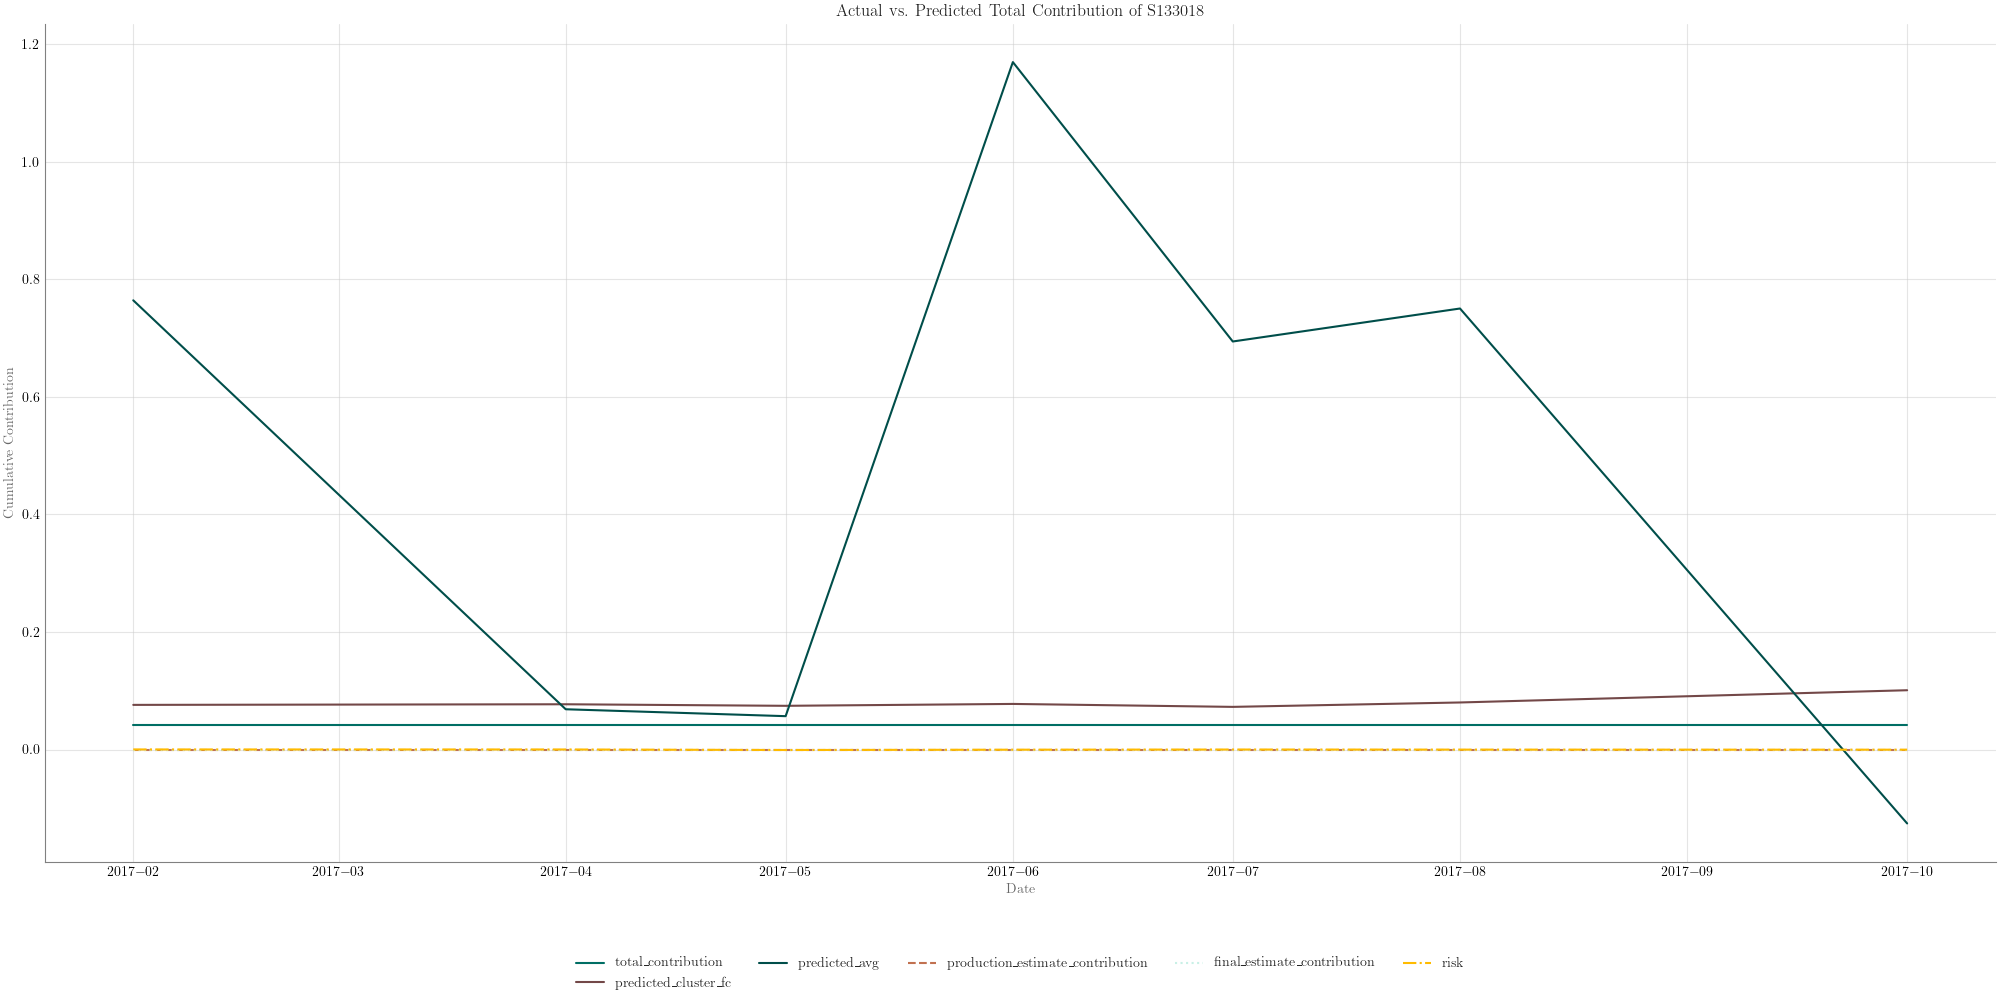 Actual vs. Predicted Total Contribution of S133018
1.2
1.0
0.8
0.6
0.4
0.2
0.0
Cumulative Contribution
2017-02 2017-03 2017-04 2017-05 2017-06 2017-07 2017-08 2017-09 2017-10
Date
total_contribution predicted_avg production_estimate_contribution final_estimate_contribution risk
predicted_cluster_fc